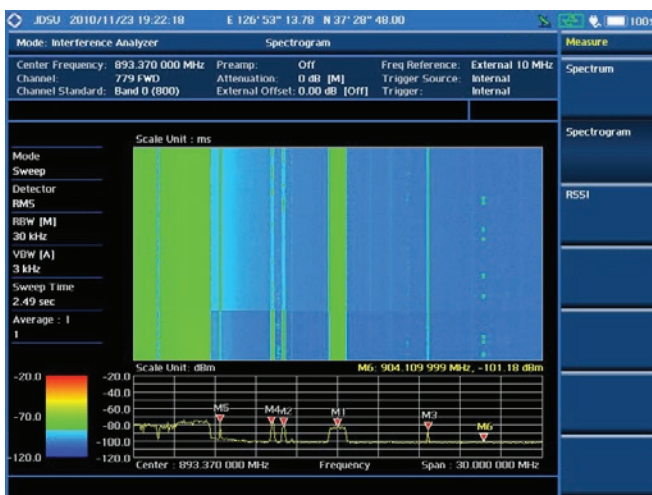 JDSU 2010/11/23 19:22:18 E 126° 53" 13.78 N 37° 28" 48.00 100%
Mode: Interference Analyzer Spectrogram Measure
Center Frequency: 893.370 000 MHz Preamp: Off Freq Reference: External 10 MHz
Channel: 779 FWD Attenuation: 0 dB [M] Trigger Source: Internal
Channel Standard: Band 0 (800) External Offset: 0.00 dB [Off] Trigger: Internal
Spectrum
Spectrogram
RSSI
Scale Unit : ms
Mode
Sweep
Detector
RMS
RBW [M]
30 kHz
VBW [A]
3 kHz
Sweep Time
2.49 sec
Average : 1
1
Scale Unit: dBm M6: 904.109 999 MHz, -101.18 dBm
-20.0
-70.0
-120.0
-20.0
-40.0
-60.0
-80.0
-100.0
-120.0
M5 M4 M2 M1 M3 M6
Center : 893.370 000 MHz Frequency Span : 30.000 000 MHz